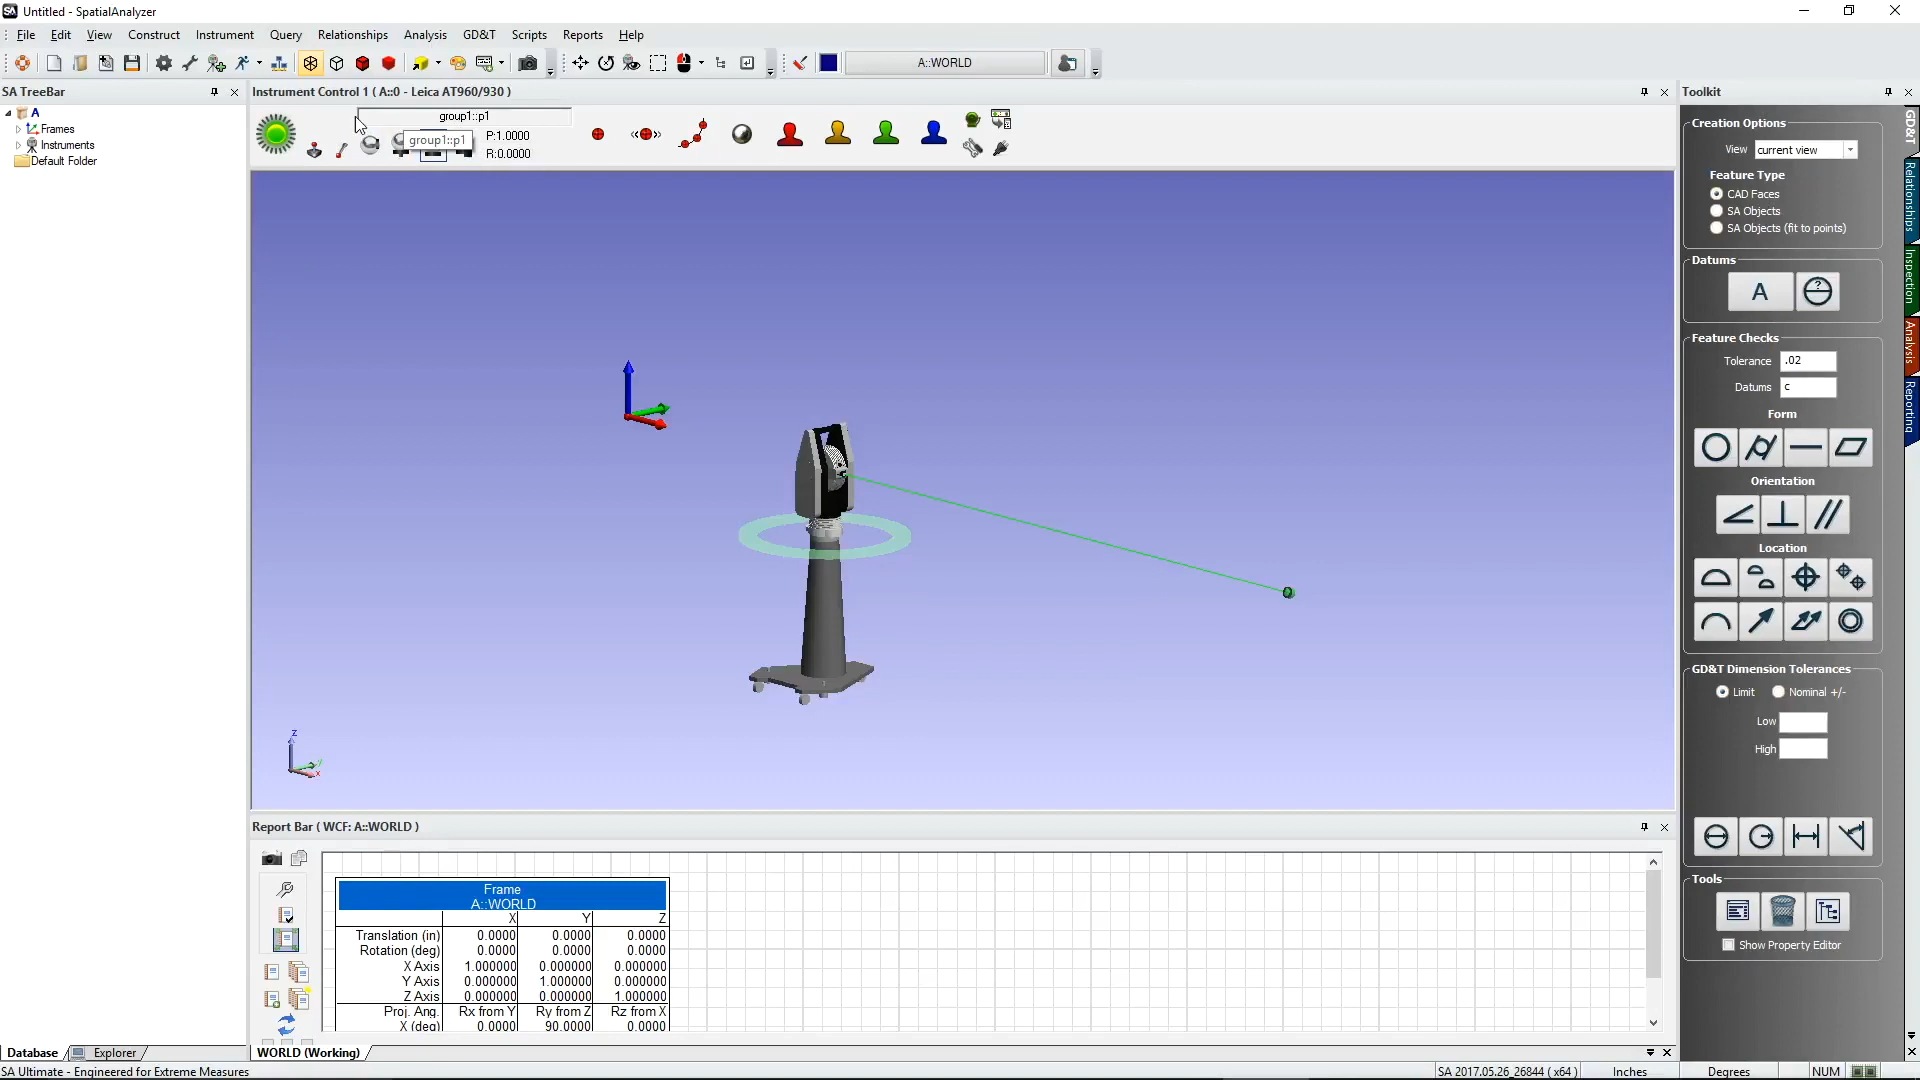 SA Untitled - SpatialAnalyzer
File Edit View Construct Instrument Query Relationships Analysis GD&T Scripts Reports Help
A::WORLD
SA TreeBar
A
Frames
Instruments
Default Folder
Instrument Control 1 ( A::0 - Leica AT960/930 )
group1::p1
group1::p1
P:1.0000
R:0.0000
Z
Y
X
Report Bar ( WCF: A::WORLD )
Frame
A::WORLD
X Y Z
Translation (in) 0.0000 0.0000 0.0000
Rotation (deg) 0.0000 0.0000 0.0000
X Axis 1.000000 0.000000 0.000000
Y Axis 0.000000 1.000000 0.000000
Z Axis 0.000000 0.000000 1.000000
Proj. Ang. Rx from Y Ry from Z Rz from X
X (deg) 0.0000 90.0000 0.0000
Toolkit
Creation Options
View current view
Feature Type
CAD Faces
SA Objects
SA Objects (fit to points)
Datums
A
?
Feature Checks
Tolerance .02
Datums c
Form
Orientation
Location
GD&T Dimension Tolerances
Limit Nominal +/-
Low
High
Tools
Show Property Editor
GD&T
Relationships
Inspection
Analysis
Reporting
Database Explorer
WORLD (Working)
SA Ultimate - Engineered for Extreme Measures
SA 2017.05.26_26844 ( x64 ) Inches Degrees NUM